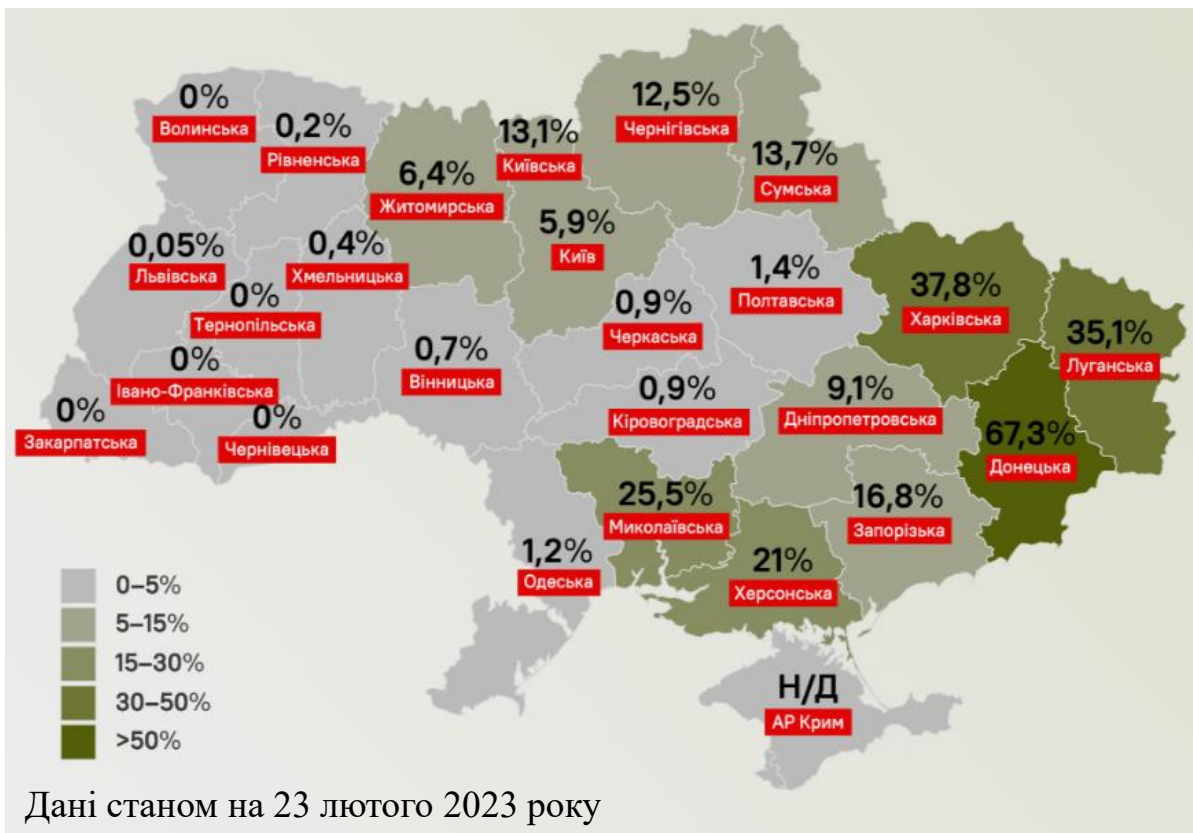 0%
Волинська
0,2%
Рівненська
6,4%
Житомирська
13,1%
Київська
12,5%
Чернігівська
13,7%
Сумська
5,9%
Київ
0,05%
Львівська
0,4%
Хмельницька
0%
Тернопільська
0%
Івано-Франківська
0%
Закарпатська
0%
Чернівецька
0,7%
Вінницька
0,9%
Черкаська
1,4%
Полтавська
37,8%
Харківська
35,1%
Луганська
0,9%
Кіровоградська
9,1%
Дніпропетровська
67,3%
Донецька
25,5%
Миколаївська
16,8%
Запорізька
1,2%
Одеська
21%
Херсонська
Н/Д
АР Крим
0–5%
5–15%
15–30%
30–50%
>50%
Дані станом на 23 лютого 2023 року